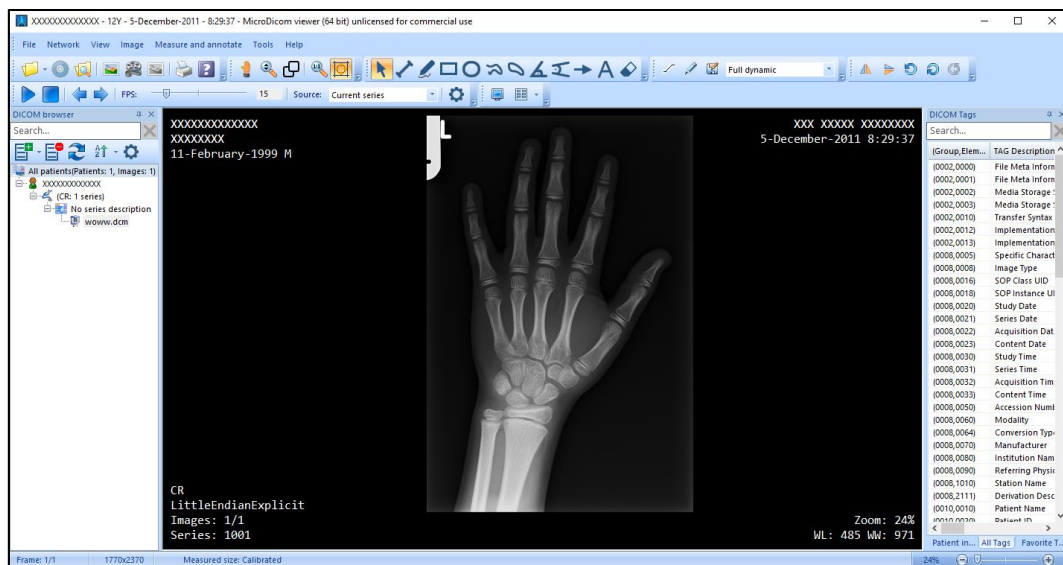 XXXXXXXXXXXXX - 12Y - 5-December-2011 - 8:29:37 - MicroDicom viewer (64 bit) unlicensed for commercial use
File Network View Image Measure and annotate Tools Help
Full dynamic
FPS: 15 Source: Current series
DICOM browser
Search...
All patients(Patients: 1, Images: 1)
XXXXXXXXXXXX
(CR: 1 series)
No series description
woww.dcm
XXXXXXXXXXXXX
XXXXXXXX
11-February-1999 M
L
XXX XXXXX XXXXXXXX
5-December-2011 8:29:37
CR
LittleEndianExplicit
Images: 1/1
Series: 1001
Zoom: 24%
WL: 485 WW: 971
DICOM Tags
Search...
(Group,Elem... TAG Description
(0002,0000) File Meta Inform
(0002,0001) File Meta Inform
(0002,0002) Media Storage
(0002,0003) Media Storage
(0002,0010) Transfer Syntax
(0002,0012) Implementation
(0002,0013) Implementation
(0008,0005) Specific Charact
(0008,0008) Image Type
(0008,0016) SOP Class UID
(0008,0018) SOP Instance UI
(0008,0020) Study Date
(0008,0021) Series Date
(0008,0022) Acquisition Dat
(0008,0023) Content Date
(0008,0030) Study Time
(0008,0031) Series Time
(0008,0032) Acquisition Tim
(0008,0033) Content Time
(0008,0050) Accession Numl
(0008,0060) Modality
(0008,0064) Conversion Typ
(0008,0070) Manufacturer
(0008,0080) Institution Nam
(0008,0090) Referring Physic
(0008,1010) Station Name
(0008,2111) Derivation Desc
(0010,0010) Patient Name
(0010,0020) Patient ID
Patient in... All Tags Favorite T...
Frame: 1/1 1770x2370 Measured size: Calibrated 24%